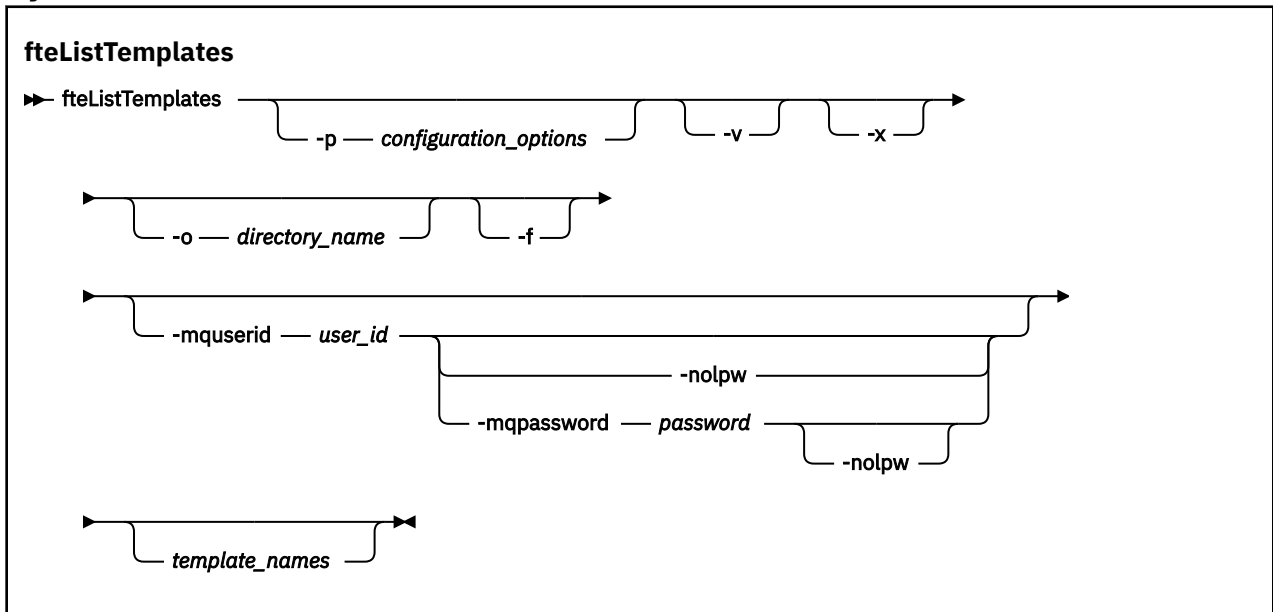 fteListTemplates
fteListTemplates
-p configuration_options -v -x
-o directory_name -f
-mquserid user_id
-nolpw
-mqpassword password
-nolpw
template_names